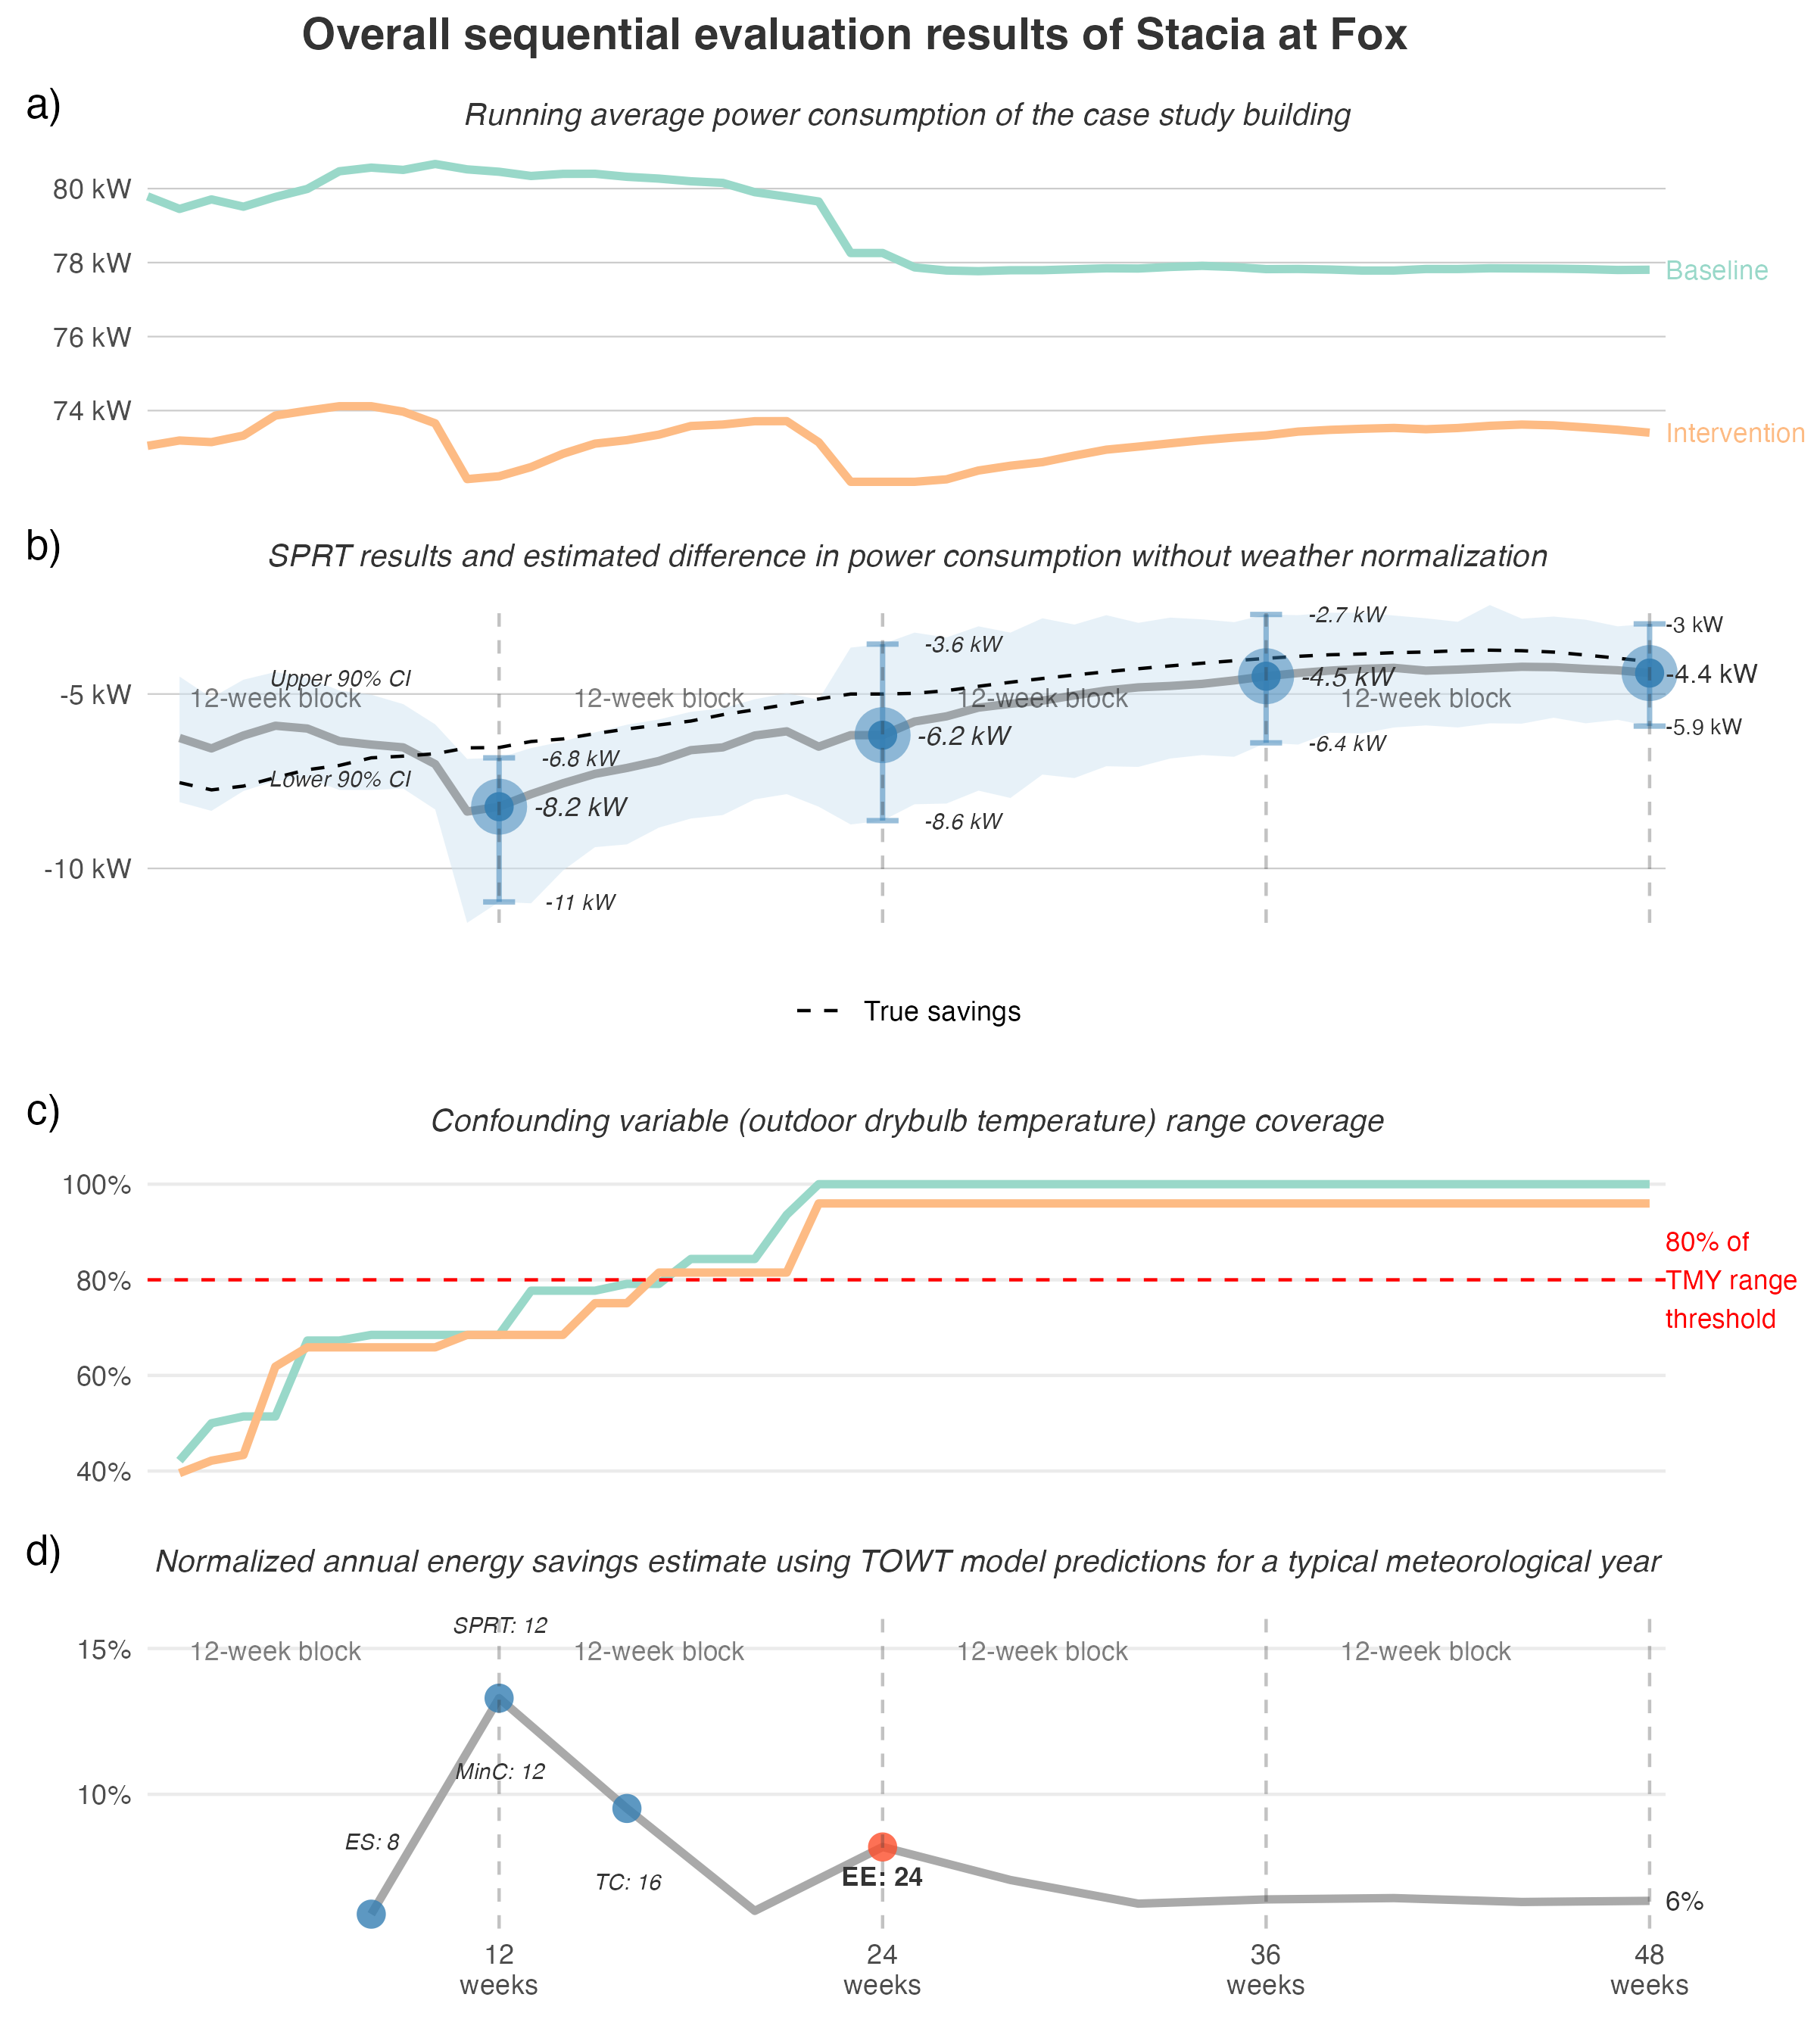 Overall sequential evaluation results of Stacia at Fox
a)
Running average power consumption of the case study building
80 kW
78 kW
76 kW
74 kW
Baseline
Intervention
b)
SPRT results and estimated difference in power consumption without weather normalization
-5 kW
-10 kW
Upper 90% CI
12-week block
12-week block
12-week block
12-week block
Lower 90% CI
-6.8 kW
-8.2 kW
-11 kW
-3.6 kW
-6.2 kW
-8.6 kW
-2.7 kW
-4.5 kW
-6.4 kW
-3 kW
-4.4 kW
-5.9 kW
True savings
c)
Confounding variable (outdoor drybulb temperature) range coverage
100%
80%
60%
40%
80% of
TMY range
threshold
d)
Normalized annual energy savings estimate using TOWT model predictions for a typical meteorological year
SPRT: 12
15%
12-week block
12-week block
12-week block
12-week block
MinC: 12
10%
ES: 8
TC: 16
EE: 24
6%
12
weeks
24
weeks
36
weeks
48
weeks